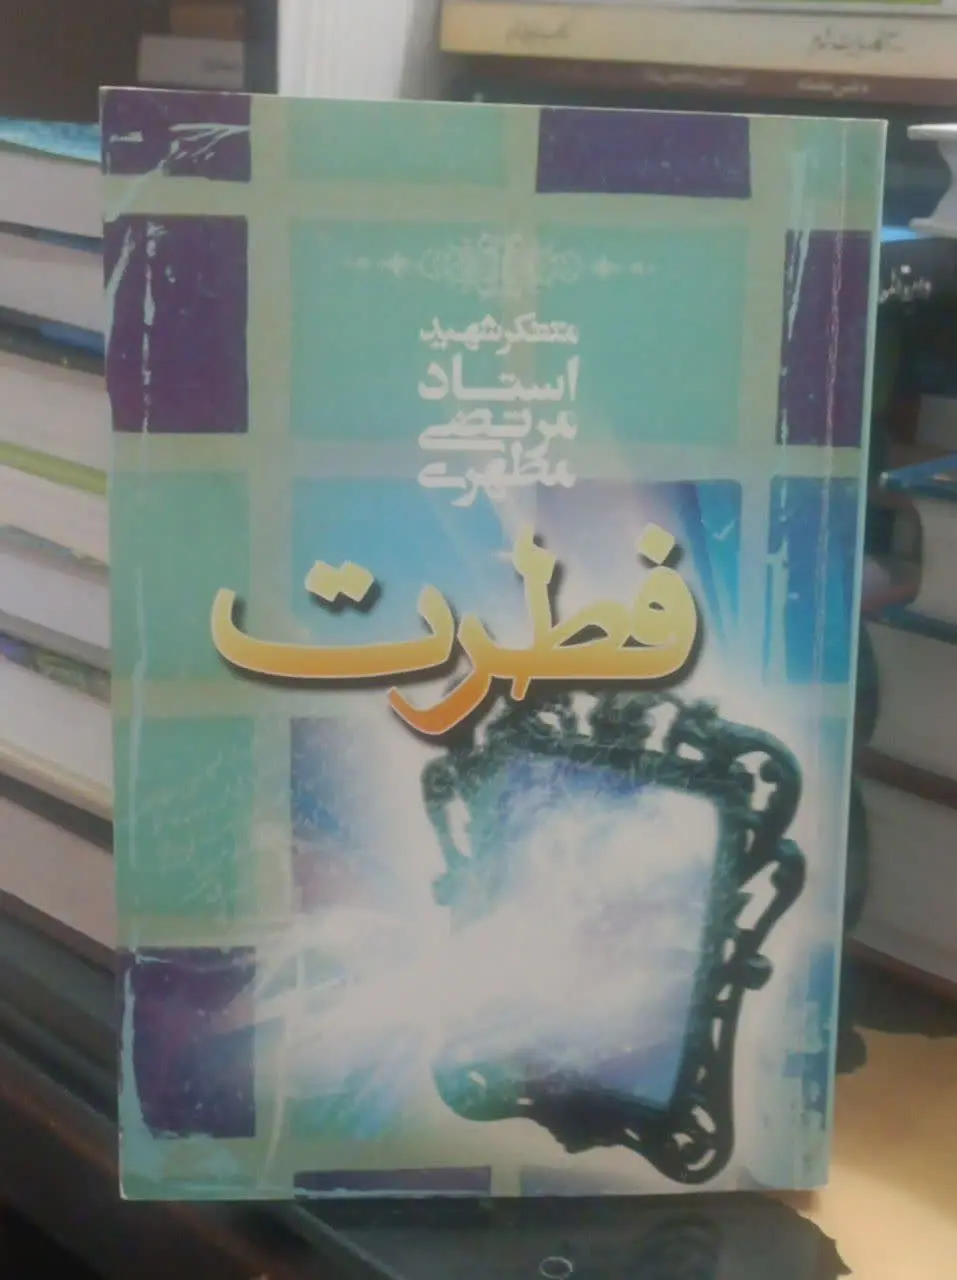 متفکر شهید
استاد
مرتضی
مطهری
فطرت